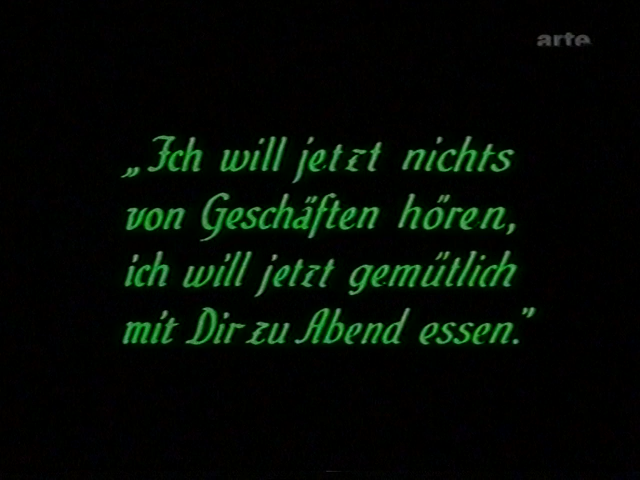 arte
„Ich will jetzt nichts
von Geschäften hören,
ich will jetzt gemütlich
mit Dir zu Abend essen."